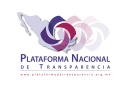 PLATAFORMA NACIONAL
DE TRANSPARENCIA
www.plataformadetransparencia.org.mx